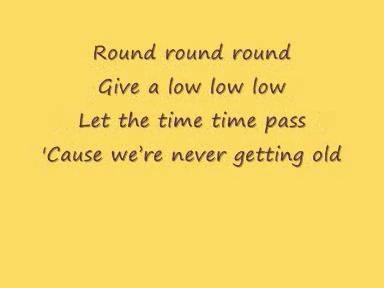 Round round round
Give a low low low
Let the time time pass
'Cause we're never getting old